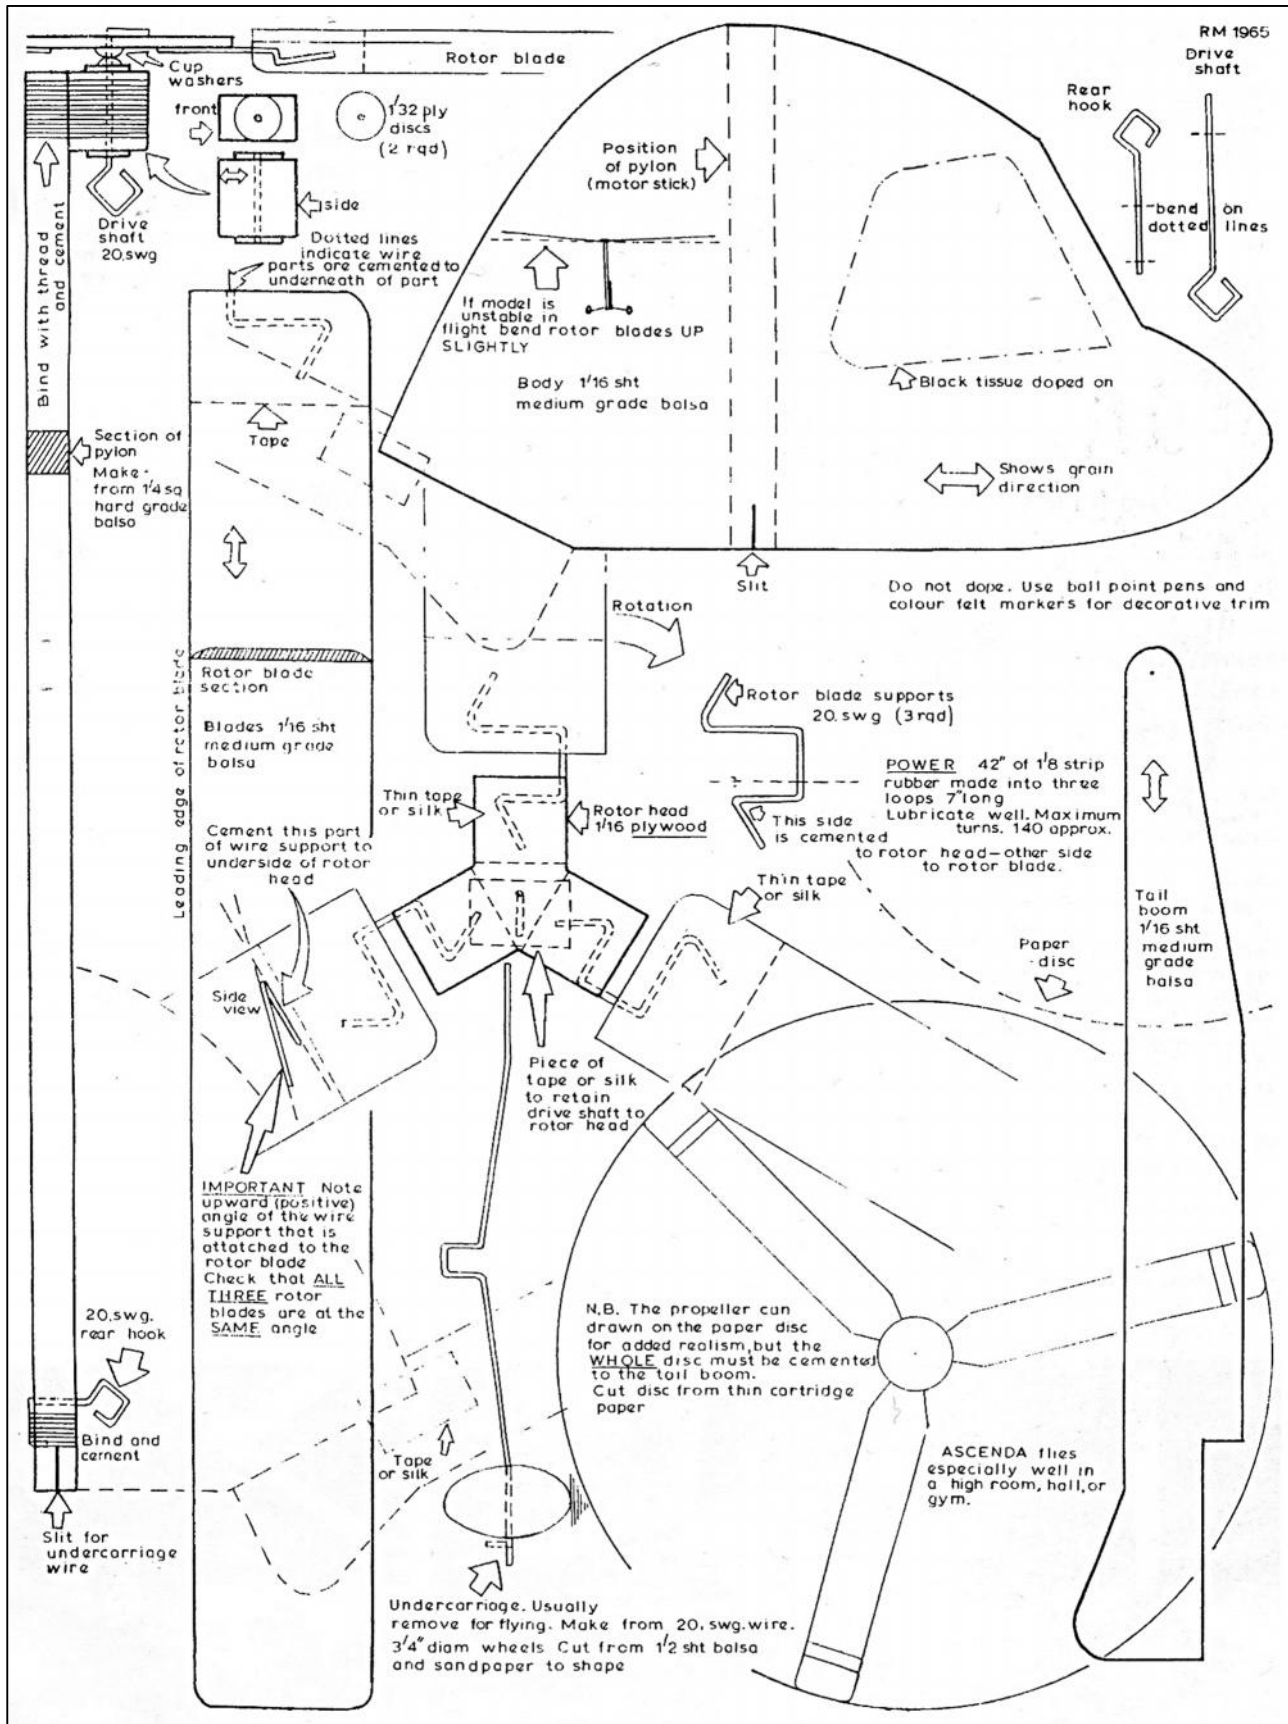 RM 1965
Drive
shaft
Rotor blade
Cup
washers
Rear
hook
front
1/32 ply
discs
(2 rqd)
Position
of pylon
(motor stick)
side
bend on
dotted lines
Drive
shaft
20.swg
Bind with thread
and cement
Dotted lines
indicate wire
parts are cemented to
underneath of part
If model is
unstable in
flight bend rotor blades UP
SLIGHTLY
Body 1/16 sht
medium grade balsa
Black tissue doped on
Tape
Section of
pylon
Make -
from 1/4 sq
hard grade
balsa
Shows grain
direction
Slit
Do not dope. Use ball point pens and
colour felt markers for decorative trim
Rotation
Leading edge of rotor blade
Rotor blade
section
Blades 1/16 sht
medium grade
balsa
Rotor blade supports
20.swg (3 rqd)
POWER 42" of 1/8 strip
rubber made into three
loops 7"long
Lubricate well. Maximum
turns. 140 approx.
Thin tape
or silk
Rotor head
1/16 plywood
This side
is cemented
to rotor head-other side
to rotor blade.
Cement this part
of wire support to
underside of rotor
head
Thin tape
or silk
Tail
boom
1/16 sht
medium
grade
balsa
Paper
disc
Side
view
Piece of
tape or silk
to retain
drive shaft to
rotor head
IMPORTANT Note
upward (positive)
angle of the wire
support that is
attatched to the
rotor blade
Check that ALL
THREE rotor
blades are at the
SAME angle
20.swg.
rear hook
N.B. The propeller can
drawn on the paper disc
for added realism, but the
WHOLE disc must be cemented
to the tail boom.
Cut disc from thin cartridge
paper
Bind and
cement
Tape
or silk
ASCENDA flies
especially well in
a high room, hall, or
gym.
Slit for
undercarriage
wire
Undercarriage. Usually
remove for flying. Make from 20.swg.wire.
3/4" diam wheels Cut from 1/2 sht balsa
and sandpaper to shape